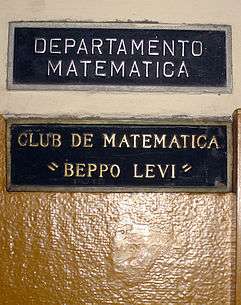 DEPARTAMENTO
MATEMATICA
CLUB DE MATEMATICA
"BEPPO LEVI"